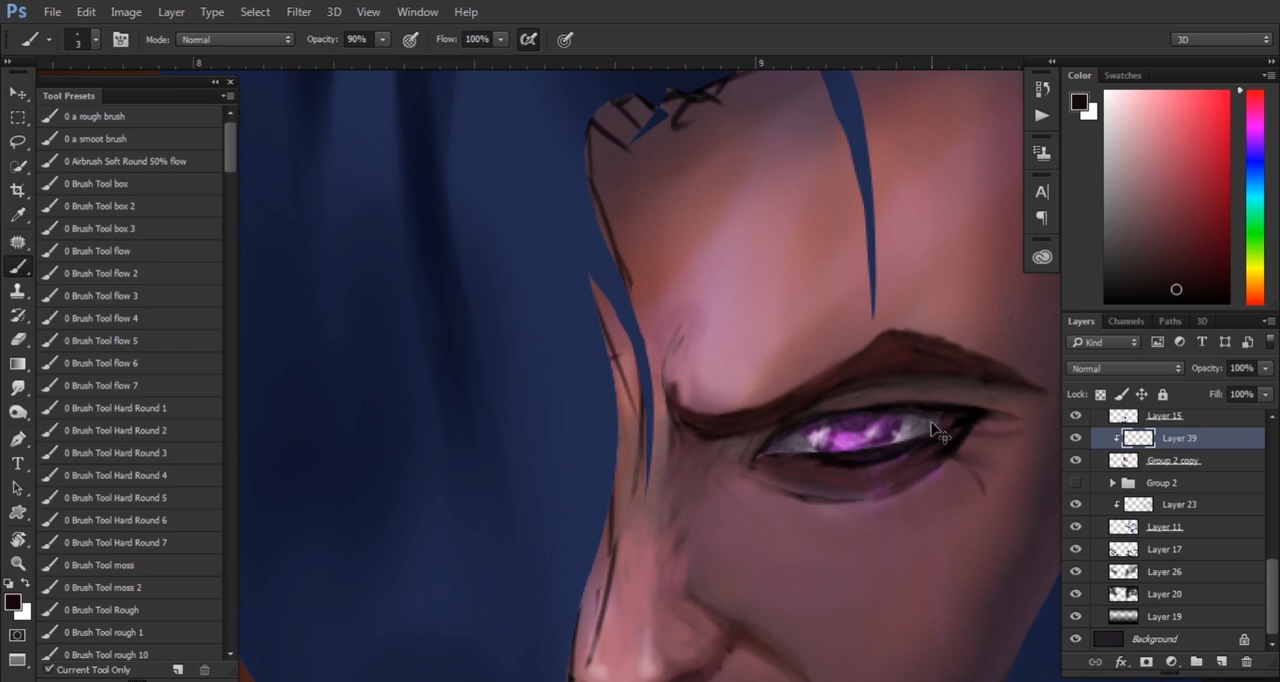 Ps File Edit Image Layer Type Select Filter 3D View Window Help
3 Mode: Normal Opacity: 90% Flow: 100% 3D
8 9
Tool Presets
0 a rough brush
0 a smoot brush
0 Airbrush Soft Round 50% flow
0 Brush Tool box
0 Brush Tool box 2
0 Brush Tool box 3
0 Brush Tool flow
0 Brush Tool flow 2
0 Brush Tool flow 3
0 Brush Tool flow 4
0 Brush Tool flow 5
0 Brush Tool flow 6
0 Brush Tool flow 7
0 Brush Tool Hard Round 1
0 Brush Tool Hard Round 2
0 Brush Tool Hard Round 3
0 Brush Tool Hard Round 4
0 Brush Tool Hard Round 5
0 Brush Tool Hard Round 6
0 Brush Tool Hard Round 7
0 Brush Tool moss
0 Brush Tool moss 2
0 Brush Tool Rough
0 Brush Tool rough 1
0 Brush Tool rough 10
Current Tool Only
Color Swatches
Layers Channels Paths 3D
Kind
Normal Opacity: 100%
Lock: Fill: 100%
Layer 15
Layer 39
Group 2 copy
Group 2
Layer 23
Layer 11
Layer 17
Layer 26
Layer 20
Layer 19
Background